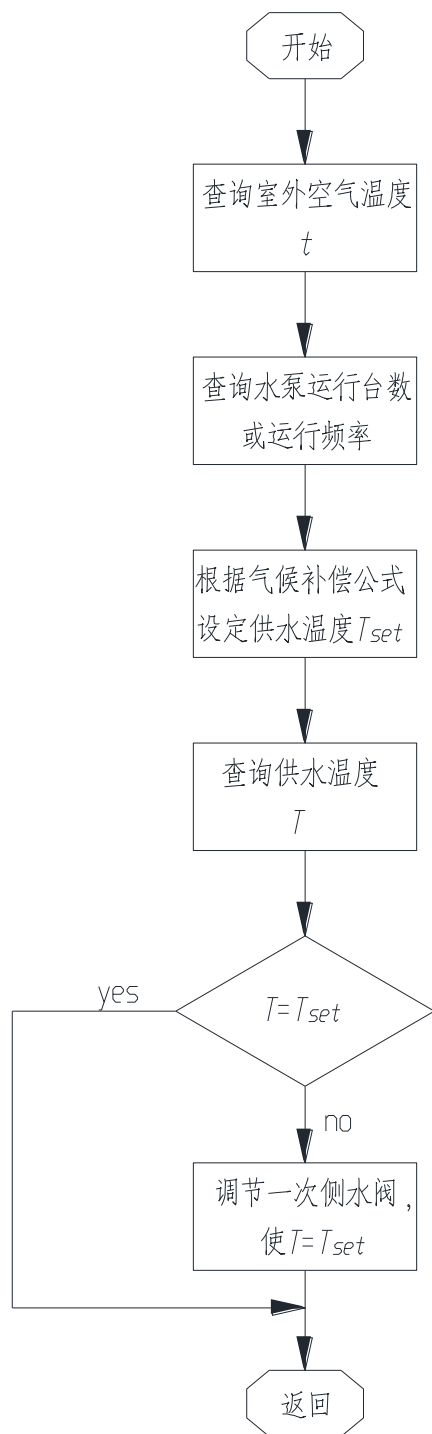 开始
查询室外空气温度
t
查询水泵运行台数
或运行频率
根据气候补偿公式
设定供水温度Tset
查询供水温度
T
yes
T=Tset
no
调节一次侧水阀,
使T=Tset
返回